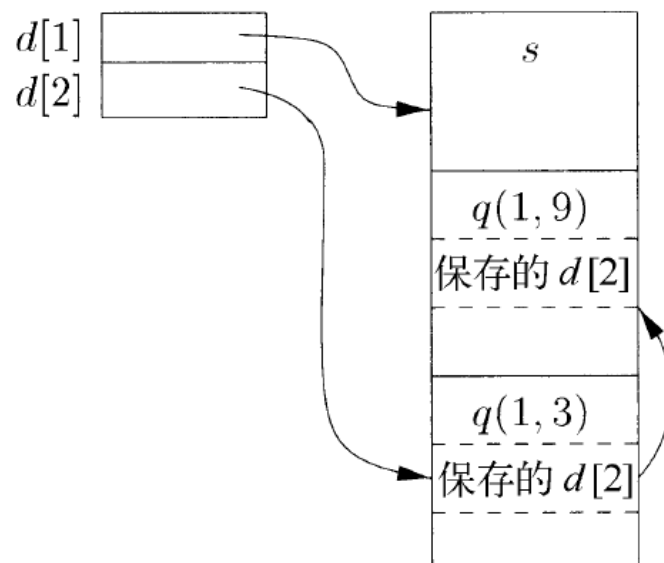 d[1]
d[2]
s
q(1, 9)
保存的 d[2]
q(1, 3)
保存的 d[2]